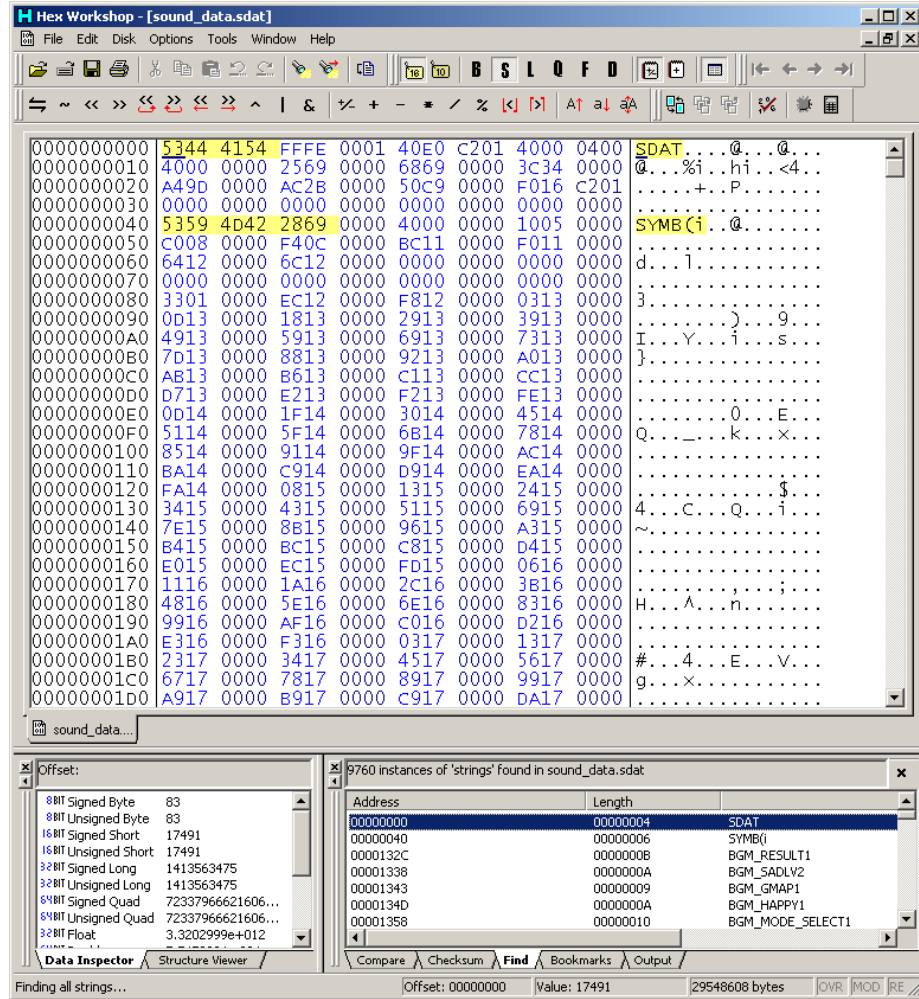 Hex Workshop - [sound_data.sdat]
File Edit Disk Options Tools Window Help
B S L Q F D
00000000000 5344 4154 FFFE 0001 40E0 C201 4000 0400 SDAT....@...@...
0000000010 4000 0000 2569 0000 6869 0000 3C34 0000 @...%i..hi..<4..
0000000020 A49D 0000 AC2B 0000 50C9 0000 F016 C201 .....+..P.......
0000000030 0000 0000 0000 0000 0000 0000 0000 0000 ................
0000000040 5359 4D42 2869 0000 4000 0000 1005 0000 SYMB(i..@.......
0000000050 C008 0000 F40C 0000 BC11 0000 F011 0000 ................
0000000060 6412 0000 6C12 0000 0000 0000 0000 0000 d...l...........
0000000070 0000 0000 0000 0000 0000 0000 0000 0000 ................
0000000080 3301 0000 EC12 0000 F812 0000 0313 0000 3...............
0000000090 0D13 0000 1813 0000 2913 0000 3913 0000 ........)...9...
00000000A0 4913 0000 5913 0000 6913 0000 7313 0000 I...Y...i...s...
00000000B0 7D13 0000 8813 0000 9213 0000 A013 0000 }...............
00000000C0 AB13 0000 B613 0000 C113 0000 CC13 0000 ................
00000000D0 D713 0000 E213 0000 F213 0000 FE13 0000 ................
00000000E0 0D14 0000 1F14 0000 3014 0000 4514 0000 ........0...E...
00000000F0 5114 0000 5F14 0000 6B14 0000 7814 0000 Q..._...k...x...
0000000100 8514 0000 9114 0000 9F14 0000 AC14 0000 ................
0000000110 BA14 0000 C914 0000 D914 0000 EA14 0000 ................
0000000120 FA14 0000 0815 0000 1315 0000 2415 0000 ............$...
0000000130 3415 0000 4315 0000 5115 0000 6915 0000 4...C...Q...i...
0000000140 7E15 0000 8B15 0000 9615 0000 A315 0000 ~...............
0000000150 B415 0000 BC15 0000 C815 0000 D415 0000 ................
0000000160 E015 0000 EC15 0000 FD15 0000 0616 0000 ................
0000000170 1116 0000 1A16 0000 2C16 0000 3B16 0000 ........,...;...
0000000180 4816 0000 5E16 0000 6E16 0000 8316 0000 H...^...n.......
0000000190 9916 0000 AF16 0000 C016 0000 D216 0000 ................
00000001A0 E316 0000 F316 0000 0317 0000 1317 0000 ................
00000001B0 2317 0000 3417 0000 4517 0000 5617 0000 #...4...E...V...
00000001C0 6717 0000 7817 0000 8917 0000 9917 0000 g...x...........
00000001D0 A917 0000 B917 0000 C917 0000 DA17 0000 ................
sound_data....
Offset:
8BIT Signed Byte 83
8BIT Unsigned Byte 83
16BIT Signed Short 17491
16BIT Unsigned Short 17491
32BIT Signed Long 1413563475
32BIT Unsigned Long 1413563475
64BIT Signed Quad 72337966621606...
64BIT Unsigned Quad 72337966621606...
32BIT Float 3.3202999e+012
Data Inspector Structure Viewer
9760 instances of 'strings' found in sound_data.sdat
Address Length
00000000 00000004 SDAT
00000040 00000006 SYMB(i
0000132C 0000000B BGM_RESULT1
00001338 0000000A BGM_SADLV2
00001343 00000009 BGM_GMAP1
0000134D 0000000A BGM_HAPPY1
00001358 00000010 BGM_MODE_SELECT1
Compare Checksum Find Bookmarks Output
Finding all strings... Offset: 00000000 Value: 17491 29548608 bytes OVR MOD RE